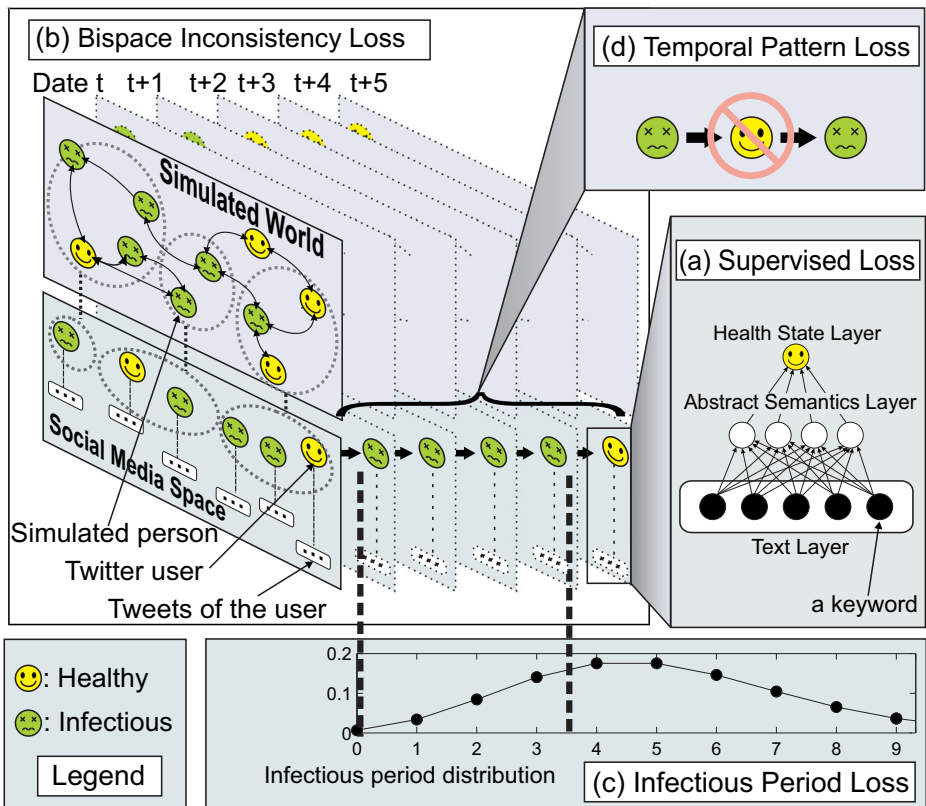 (b) Bispace Inconsistency Loss
Date t t+1 t+2 t+3 t+4 t+5
Simulated World
Social Media Space
Simulated person
Twitter user
Tweets of the user
(d) Temporal Pattern Loss
(a) Supervised Loss
Health State Layer
Abstract Semantics Layer
Text Layer
a keyword
: Healthy
: Infectious
Legend
0.2
0.1
0
0 1 2 3 4 5 6 7 8 9
Infectious period distribution
(c) Infectious Period Loss